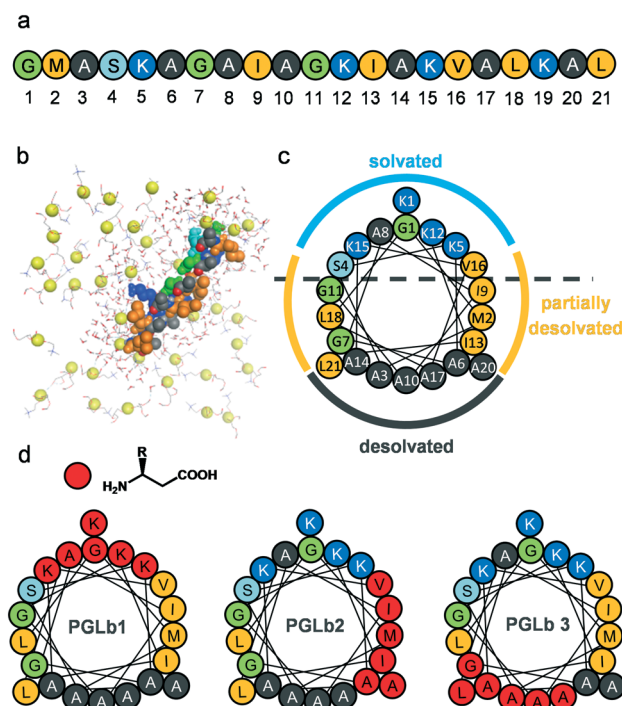 a
G M A S K A G A I A G K I A K V A L K A L
1 2 3 4 5 6 7 8 9 10 11 12 13 14 15 16 17 18 19 20 21
b
c
solvated
K1
K15 A8 G1 K12 K5
S4 V16
G11 I9
L18 M2
G7 I13
L21 A14 A3 A10 A17 A6 A20
partially
desolvated
desolvated
d
R
H₂N COOH
K
K A G K K
S V
G I
L M
G I
L A A A A A A
PGLb1
K
K A G K K
S V
G I
L M
G I
L A A A A A A
PGLb2
K
K A G K K
S V
G I
L M
G I
L A A A A A A
PGLb 3